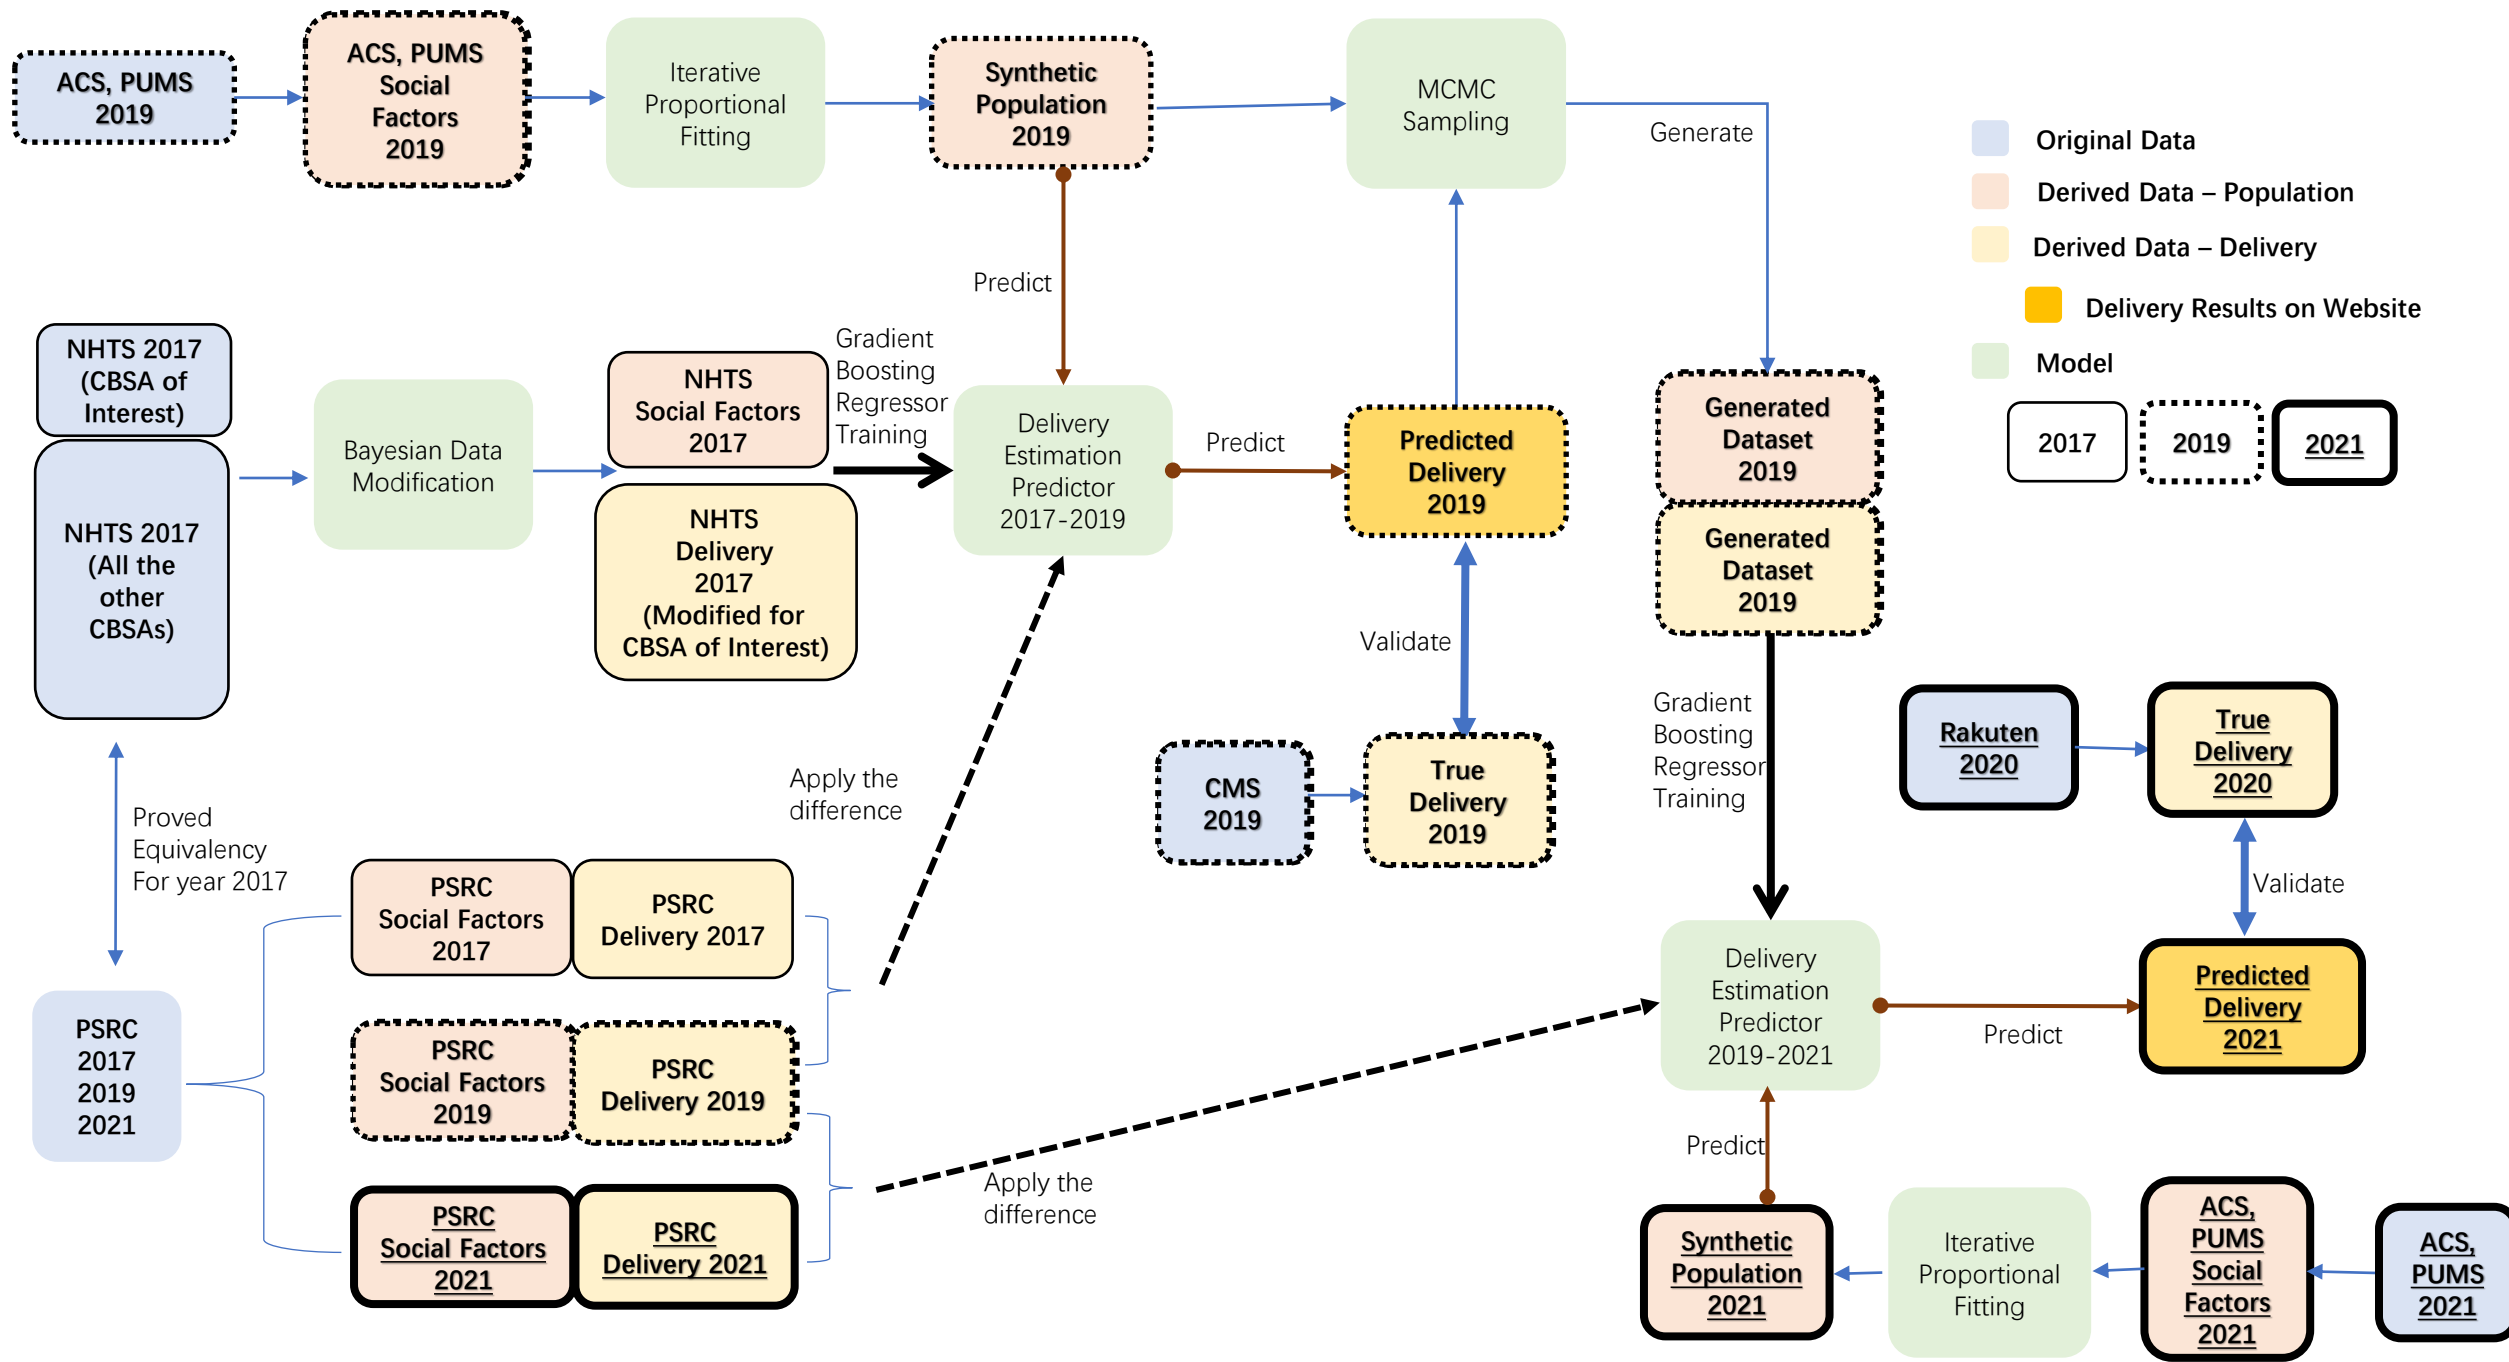 ACS, PUMS
2019
ACS, PUMS
Social
Factors
2019
Iterative
Proportional
Fitting
Synthetic
Population
2019
MCMC
Sampling
Generate
Original Data
Derived Data – Population
Derived Data – Delivery
Delivery Results on Website
Model
2017
2019
2021
Predict
NHTS 2017
(CBSA of
Interest)
NHTS 2017
(All the
other
CBSAs)
Bayesian Data
Modification
NHTS
Social Factors
2017
NHTS
Delivery
2017
(Modified for
CBSA of Interest)
Gradient
Boosting
Regressor
Training
Delivery
Estimation
Predictor
2017-2019
Predict
Predicted
Delivery
2019
Generated
Dataset
2019
Generated
Dataset
2019
Validate
CMS
2019
True
Delivery
2019
Gradient
Boosting
Regressor
Training
Rakuten
2020
True
Delivery
2020
Validate
Proved
Equivalency
For year 2017
Apply the
difference
PSRC
2017
2019
2021
PSRC
Social Factors
2017
PSRC
Delivery 2017
PSRC
Social Factors
2019
PSRC
Delivery 2019
PSRC
Social Factors
2021
PSRC
Delivery 2021
Apply the
difference
Delivery
Estimation
Predictor
2019-2021
Predict
Predicted
Delivery
2021
Predict
Synthetic
Population
2021
Iterative
Proportional
Fitting
ACS,
PUMS
Social
Factors
2021
ACS,
PUMS
2021